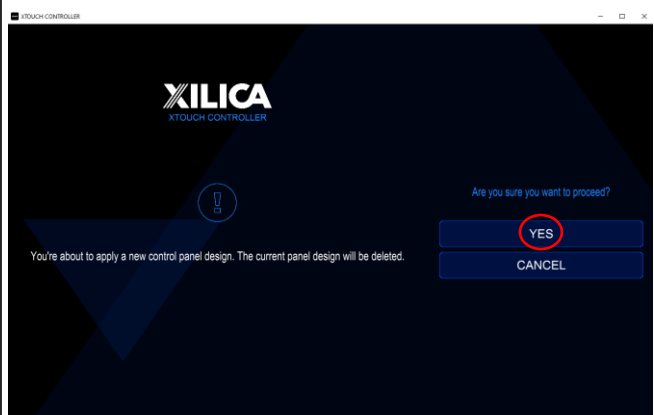 XTOUCH CONTROLLER
XILICA
XTOUCH CONTROLLER
You're about to apply a new control panel design. The current panel design will be deleted.
Are you sure you want to proceed?
YES
CANCEL